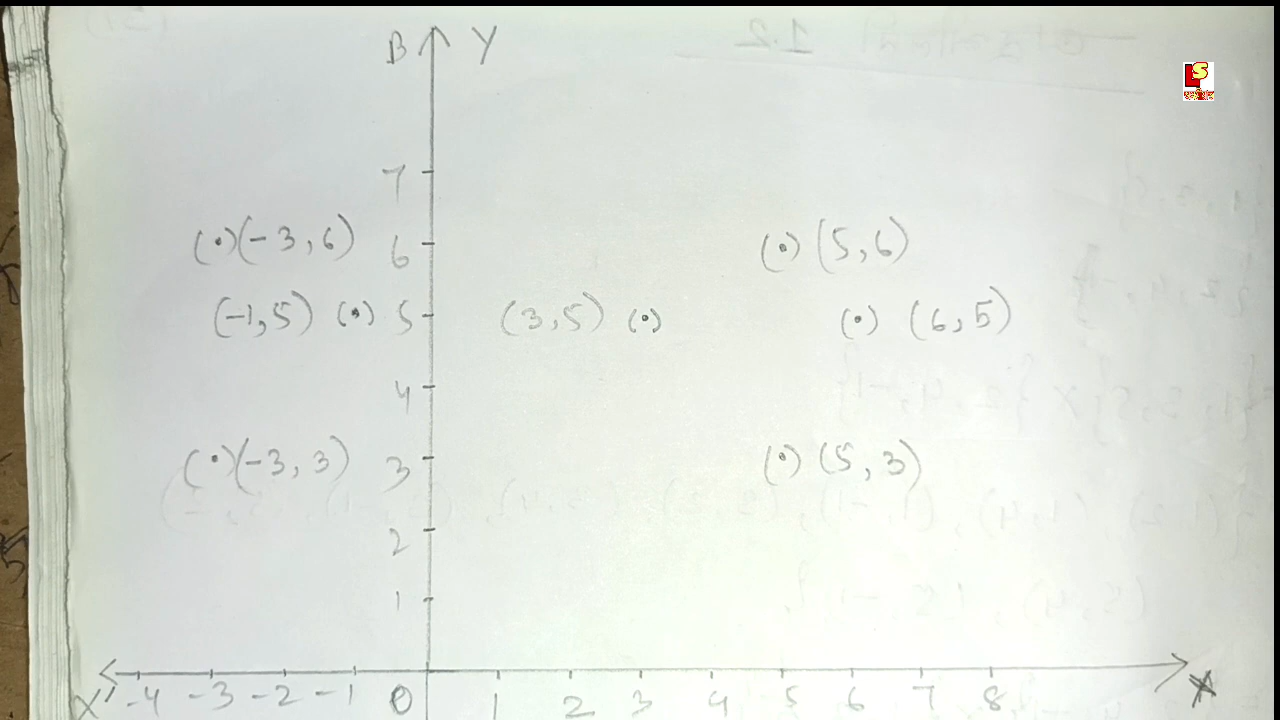 B Y
7
(-3, 6) 6 (5, 6)
(-1, 5) 5 (3, 5) (6, 5)
4
(-3, 3) 3 (5, 3)
2
1
X' -4 -3 -2 -1 0 1 2 3 4 5 6 7 8 X